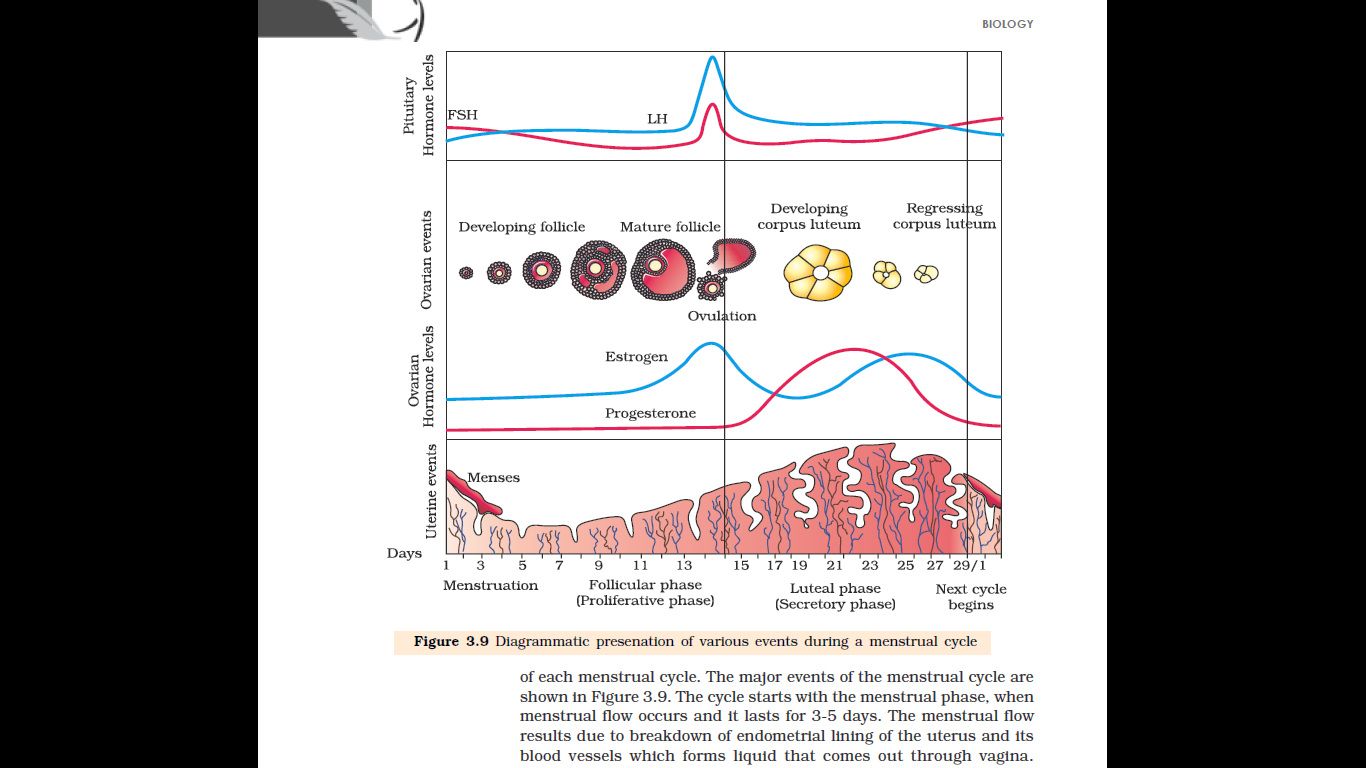 BIOLOGY
Pituitary
Hormone levels
FSH
LH
Ovarian events
Developing follicle
Mature follicle
Developing
corpus luteum
Regressing
corpus luteum
Ovulation
Ovarian
Hormone levels
Estrogen
Progesterone
Uterine events
Menses
Days
1 3 5 7 9 11 13 15 17 19 21 23 25 27 29/1
Menstruation
Follicular phase
(Proliferative phase)
Luteal phase
(Secretory phase)
Next cycle
begins
Figure 3.9 Diagrammatic presenation of various events during a menstrual cycle
of each menstrual cycle. The major events of the menstrual cycle are
shown in Figure 3.9. The cycle starts with the menstrual phase, when
menstrual flow occurs and it lasts for 3-5 days. The menstrual flow
results due to breakdown of endometrial lining of the uterus and its
blood vessels which forms liquid that comes out through vagina.